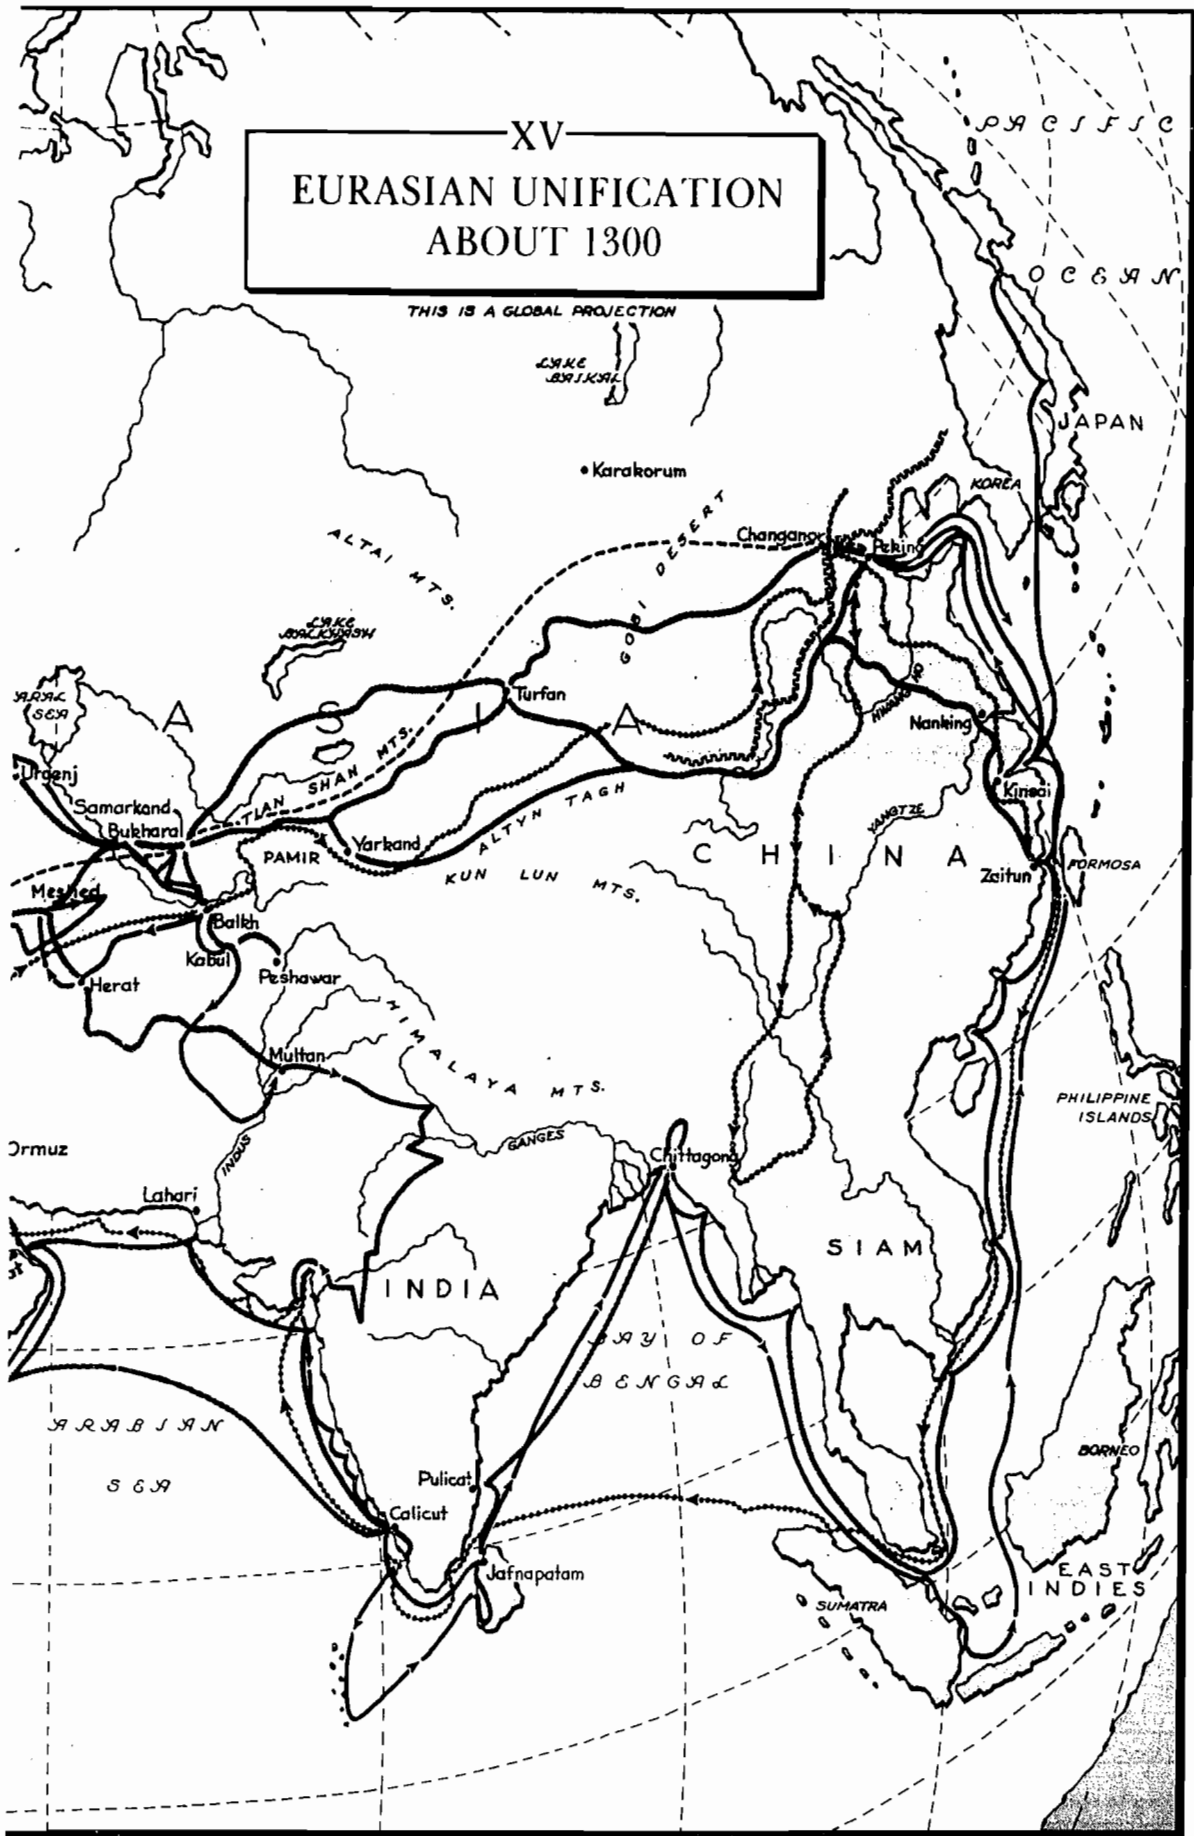 XV
EURASIAN UNIFICATION
ABOUT 1300
THIS IS A GLOBAL PROJECTION
PACIFIC
OCEAN
LAKE
BAIKAL
JAPAN
Karakorum
KOREA
ALTAI MTS.
GOBI DESERT
Changanor
Peking
LAKE
BALKHASH
ARAL
SEA
ASIA
Turfan
HWANG HO
Nanking
Urgenj
TIAN SHAN MTS.
Kinsai
Samarkand
Bukhara
ALTYN TAGH
YANGTZE
Yarkand
PAMIR
CHINA
FORMOSA
KUN LUN MTS.
Zaitun
Meshed
Balkh
Kabul
Peshawar
Herat
HIMALAYA MTS.
Multan
PHILIPPINE
ISLANDS
Ormuz
INDUS
GANGES
Chittagong
Lahari
SIAM
INDIA
BAY OF
BENGAL
ARABIAN
SEA
BORNEO
Pulicat
Calicut
Jafnapatam
EAST
INDIES
SUMATRA